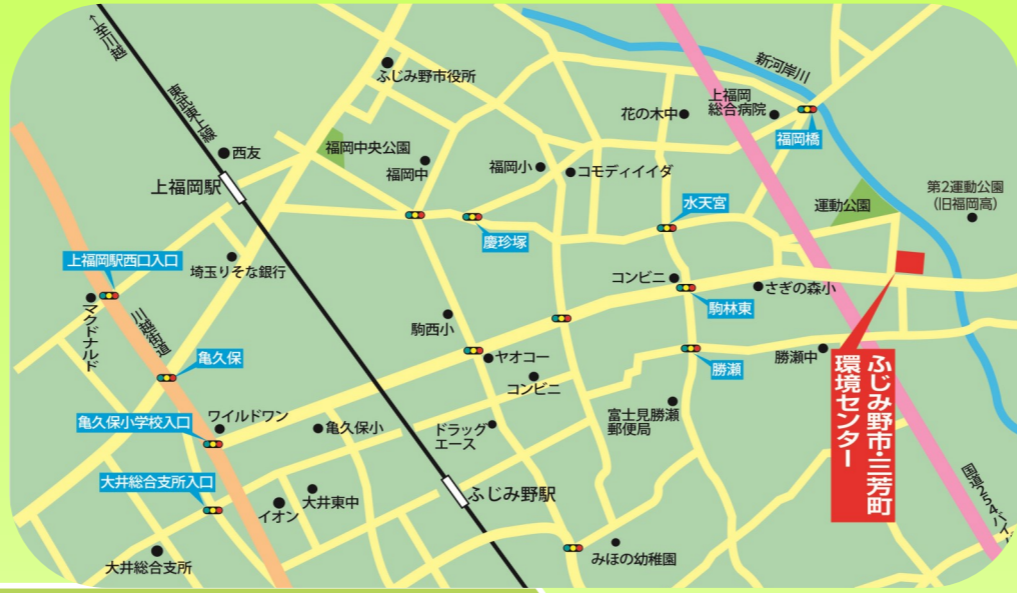 ←至川越
東武東上線
ふじみ野市役所
新河岸川
花の木中
上福岡
総合病院
福岡橋
西友
福岡中央公園
福岡中
福岡小
コモディイイダ
上福岡駅
水天宮
運動公園
第2運動公園
(旧福岡高)
慶珍塚
上福岡駅西口入口
埼玉りそな銀行
コンビニ
さぎの森小
駒林東
マクドナルド
川越街道
駒西小
亀久保
ヤオコー
コンビニ
勝瀬
勝瀬中
ふじみ野市・三芳町
環境センター
亀久保小学校入口
ワイルドワン
亀久保小
ドラッグ
エース
富士見勝瀬
郵便局
大井総合支所入口
イオン
大井東中
ふじみ野駅
国道254バイ
大井総合支所
みほの幼稚園